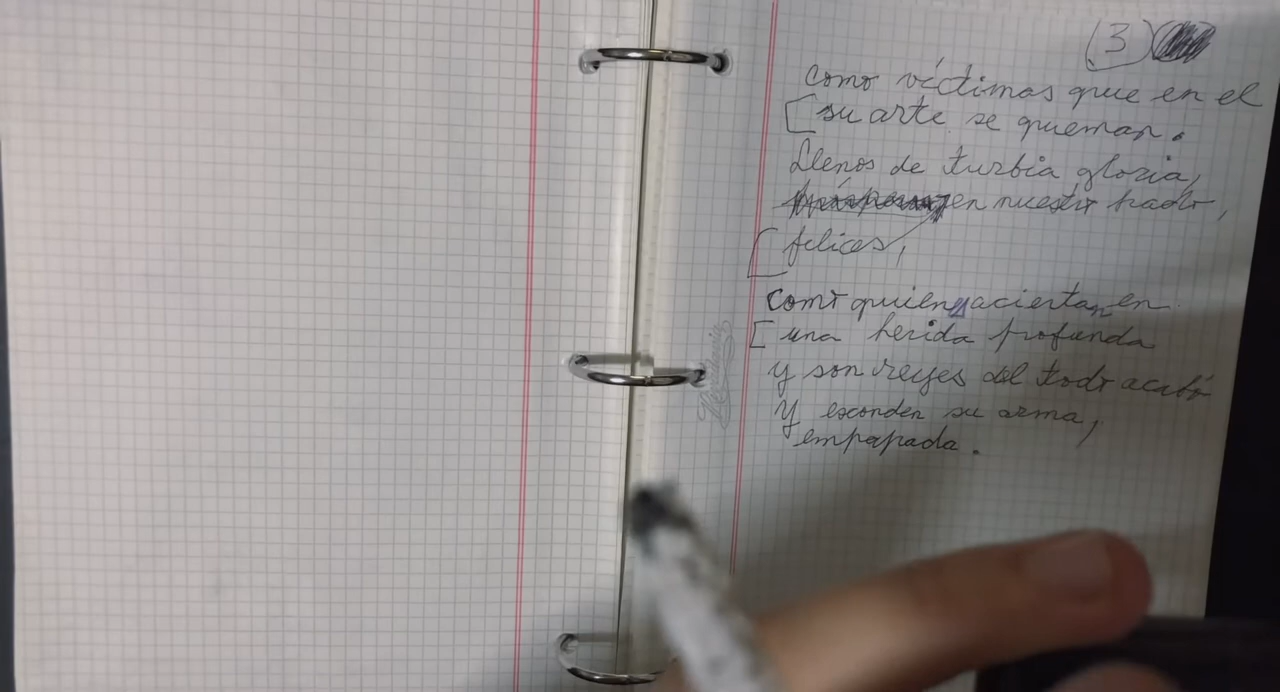 (3)
como víctimas que en el
[su arte se queman.
Llenos de turbia gloria,
en nuestro hado,
[felices,
como quien acierta en
[una herida profunda
y son reyes del todo acabó
Y esconden su arma,
empapada.